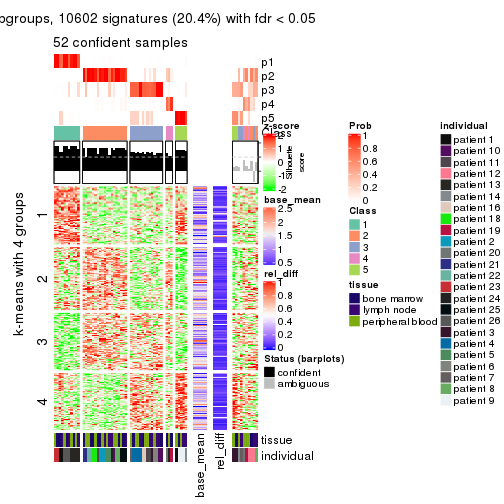 ogroups, 10602 signatures (20.4%) with fdr < 0.05
52 confident samples
p1
p2
p3
p4
p5
Class
Silhouette
score
k-means with 4 groups
1
2
3
4
z-score
2
1
0
-1
-2
base_mean
2.5
2
1.5
1
0.5
rel_diff
1
0.8
0.6
0.4
0.2
0
Status (barplots)
confident
ambiguous
Prob
1
0.8
0.6
0.4
0.2
0
Class
1
2
3
4
5
tissue
bone marrow
lymph node
peripheral blood
individual
patient 1
patient 10
patient 11
patient 12
patient 13
patient 14
patient 16
patient 18
patient 19
patient 2
patient 20
patient 21
patient 22
patient 23
patient 24
patient 25
patient 26
patient 3
patient 4
patient 5
patient 6
patient 7
patient 8
patient 9
tissue
individual
base_mean
rel_diff